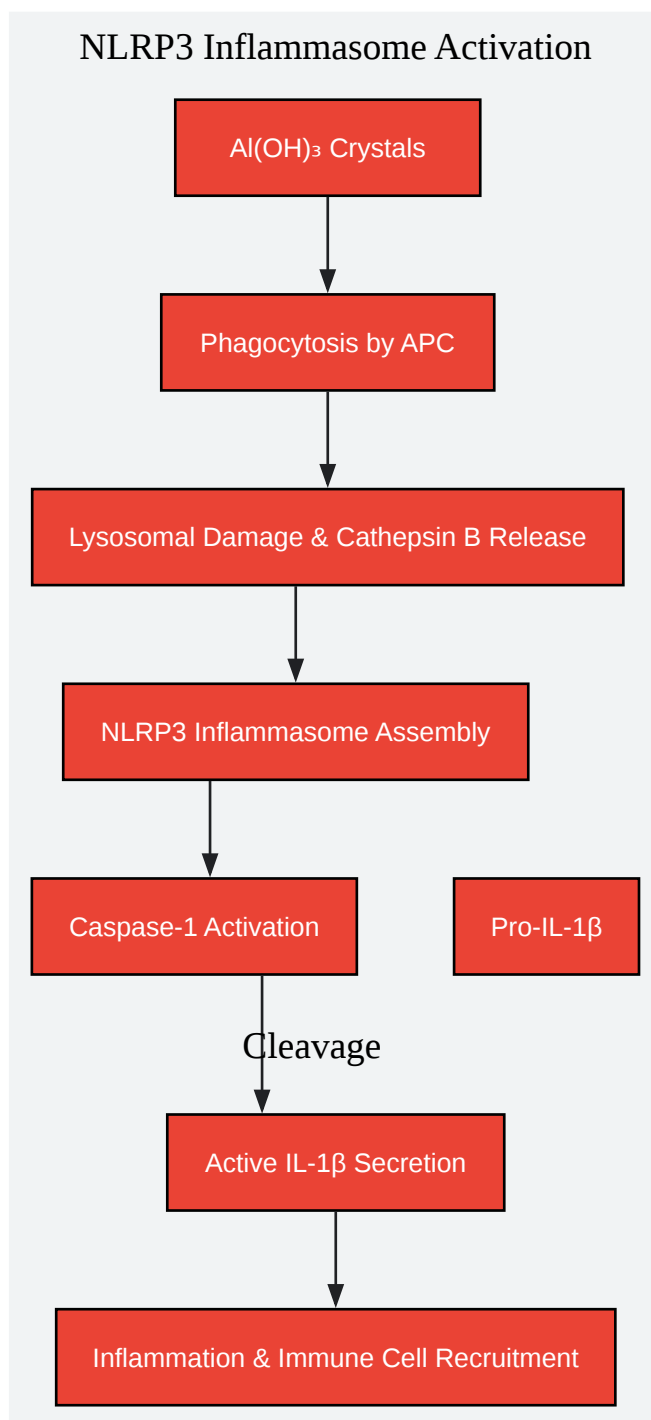 NLRP3 Inflammasome Activation
Al(OH)₃ Crystals
Phagocytosis by APC
Lysosomal Damage & Cathepsin B Release
NLRP3 Inflammasome Assembly
Caspase-1 Activation
Pro-IL-1β
Cleavage
Active IL-1β Secretion
Inflammation & Immune Cell Recruitment